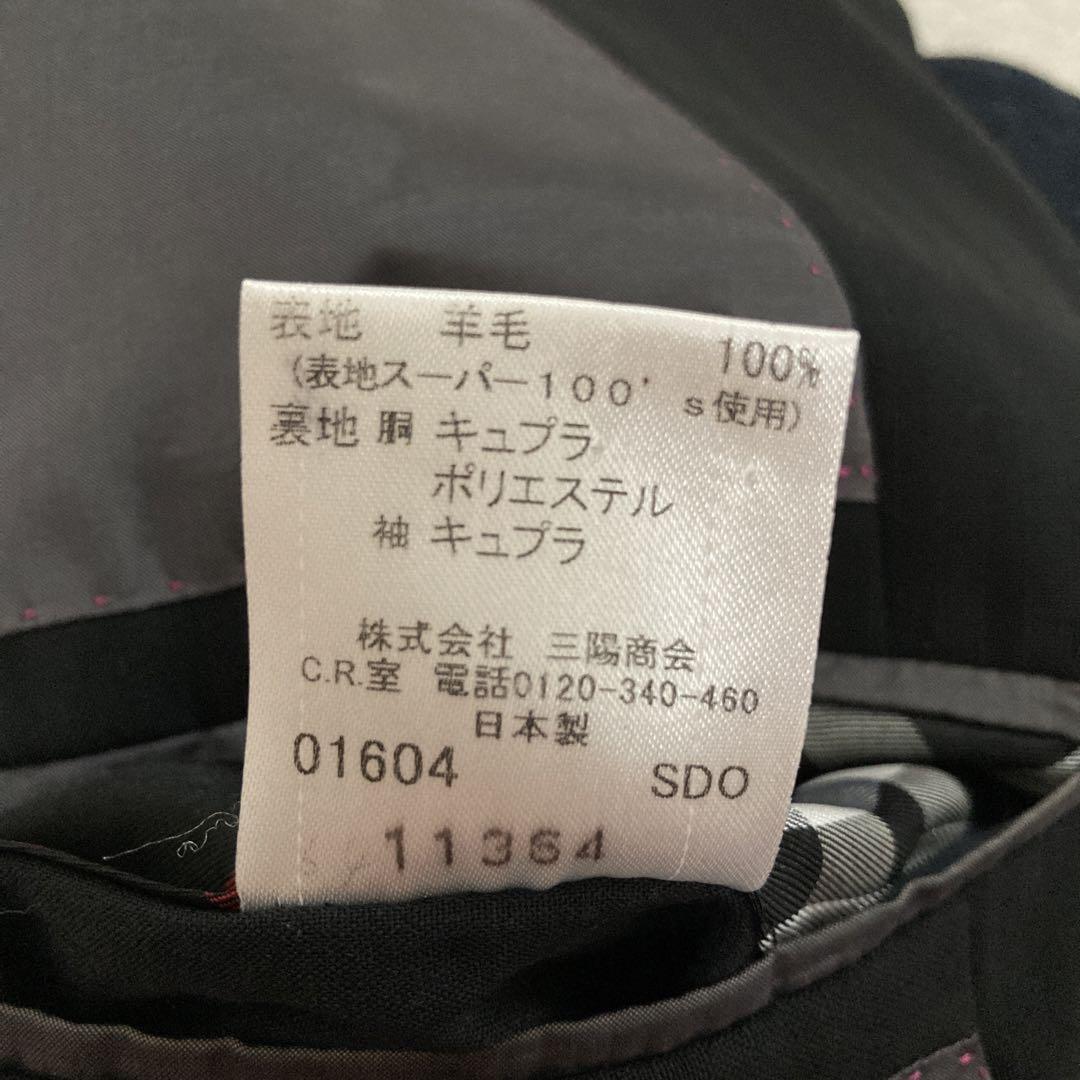 表地 羊毛 100%
(表地スーパー100's使用)
裏地 胴 キュプラ
ポリエステル
袖 キュプラ
株式会社 三陽商会
C.R.室 電話0120-340-460
日本製
01604 SDO
11364